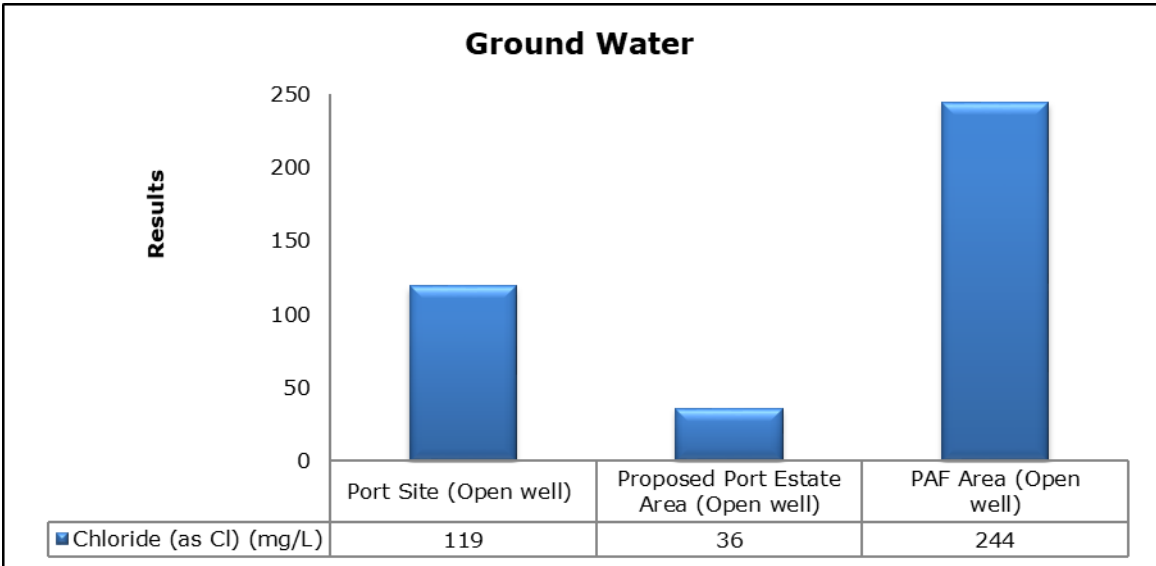 Ground Water
Results
250
200
150
100
50
0
Port Site (Open well)
Proposed Port Estate
Area (Open well)
PAF Area (Open
well)
Chloride (as Cl) (mg/L)
119
36
244